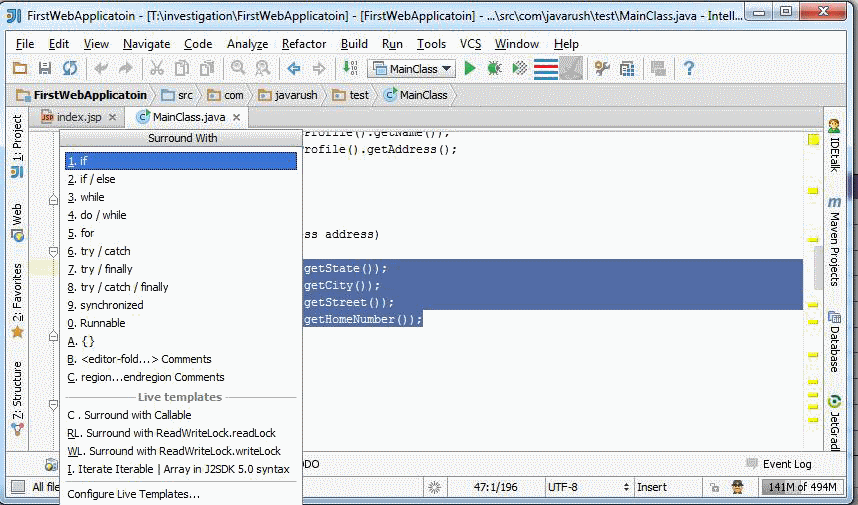 FirstWebApplicatoin - [T:\investigation\FirstWebApplicatoin] - [FirstWebApplicatoin] - ...\src\com\javarush\test\MainClass.java - Intell...
File Edit View Navigate Code Analyze Refactor Build Run Tools VCS Window Help
MainClass
FirstWebApplicatoin src com javarush test MainClass
index.jsp MainClass.java
Surround With
rofile().getName());
rofile().getAddress();
1. if
2. if / else
3. while
4. do / while
5. for
6. try / catch
7. try / finally
8. try / catch / finally
9. synchronized
0. Runnable
A. { }
B. <editor-fold...> Comments
C. region...endregion Comments
Live templates
C . Surround with Callable
RL. Surround with ReadWriteLock.readLock
WL. Surround with ReadWriteLock.writeLock
I. Iterate Iterable | Array in J2SDK 5.0 syntax
Configure Live Templates...
ss address)
getState());
getCity());
getStreet());
getHomeNumber());
1: Project
Web
2: Favorites
7: Structure
IDEtalk
Maven Projects
Database
JetGradl
ODO
Event Log
All file
47:1/196 UTF-8 Insert 141M of 494M